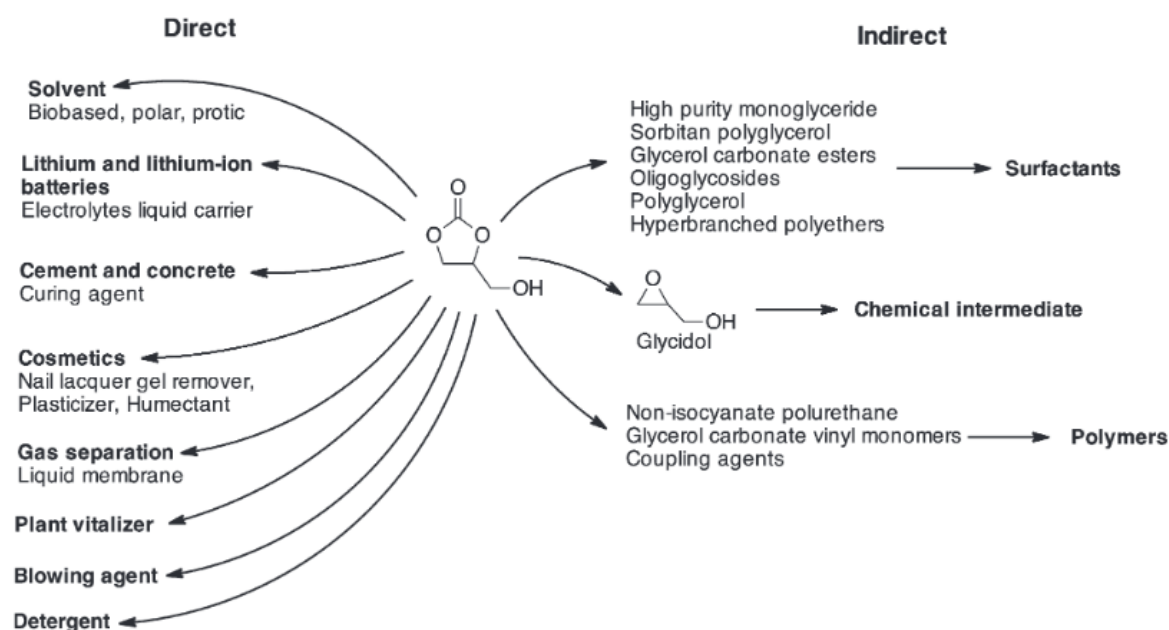 Direct
Solvent
Biobased, polar, protic
Lithium and lithium-ion
batteries
Electrolytes liquid carrier
Cement and concrete
Curing agent
Cosmetics
Nail lacquer gel remover,
Plasticizer, Humectant
Gas separation
Liquid membrane
Plant vitalizer
Blowing agent
Detergent
O
O
O
OH
Indirect
High purity monoglyceride
Sorbitan polyglycerol
Glycerol carbonate esters
Oligoglycosides
Polyglycerol
Hyperbranched polyethers
Surfactants
O
OH
Glycidol
Chemical intermediate
Non-isocyanate polurethane
Glycerol carbonate vinyl monomers
Coupling agents
Polymers